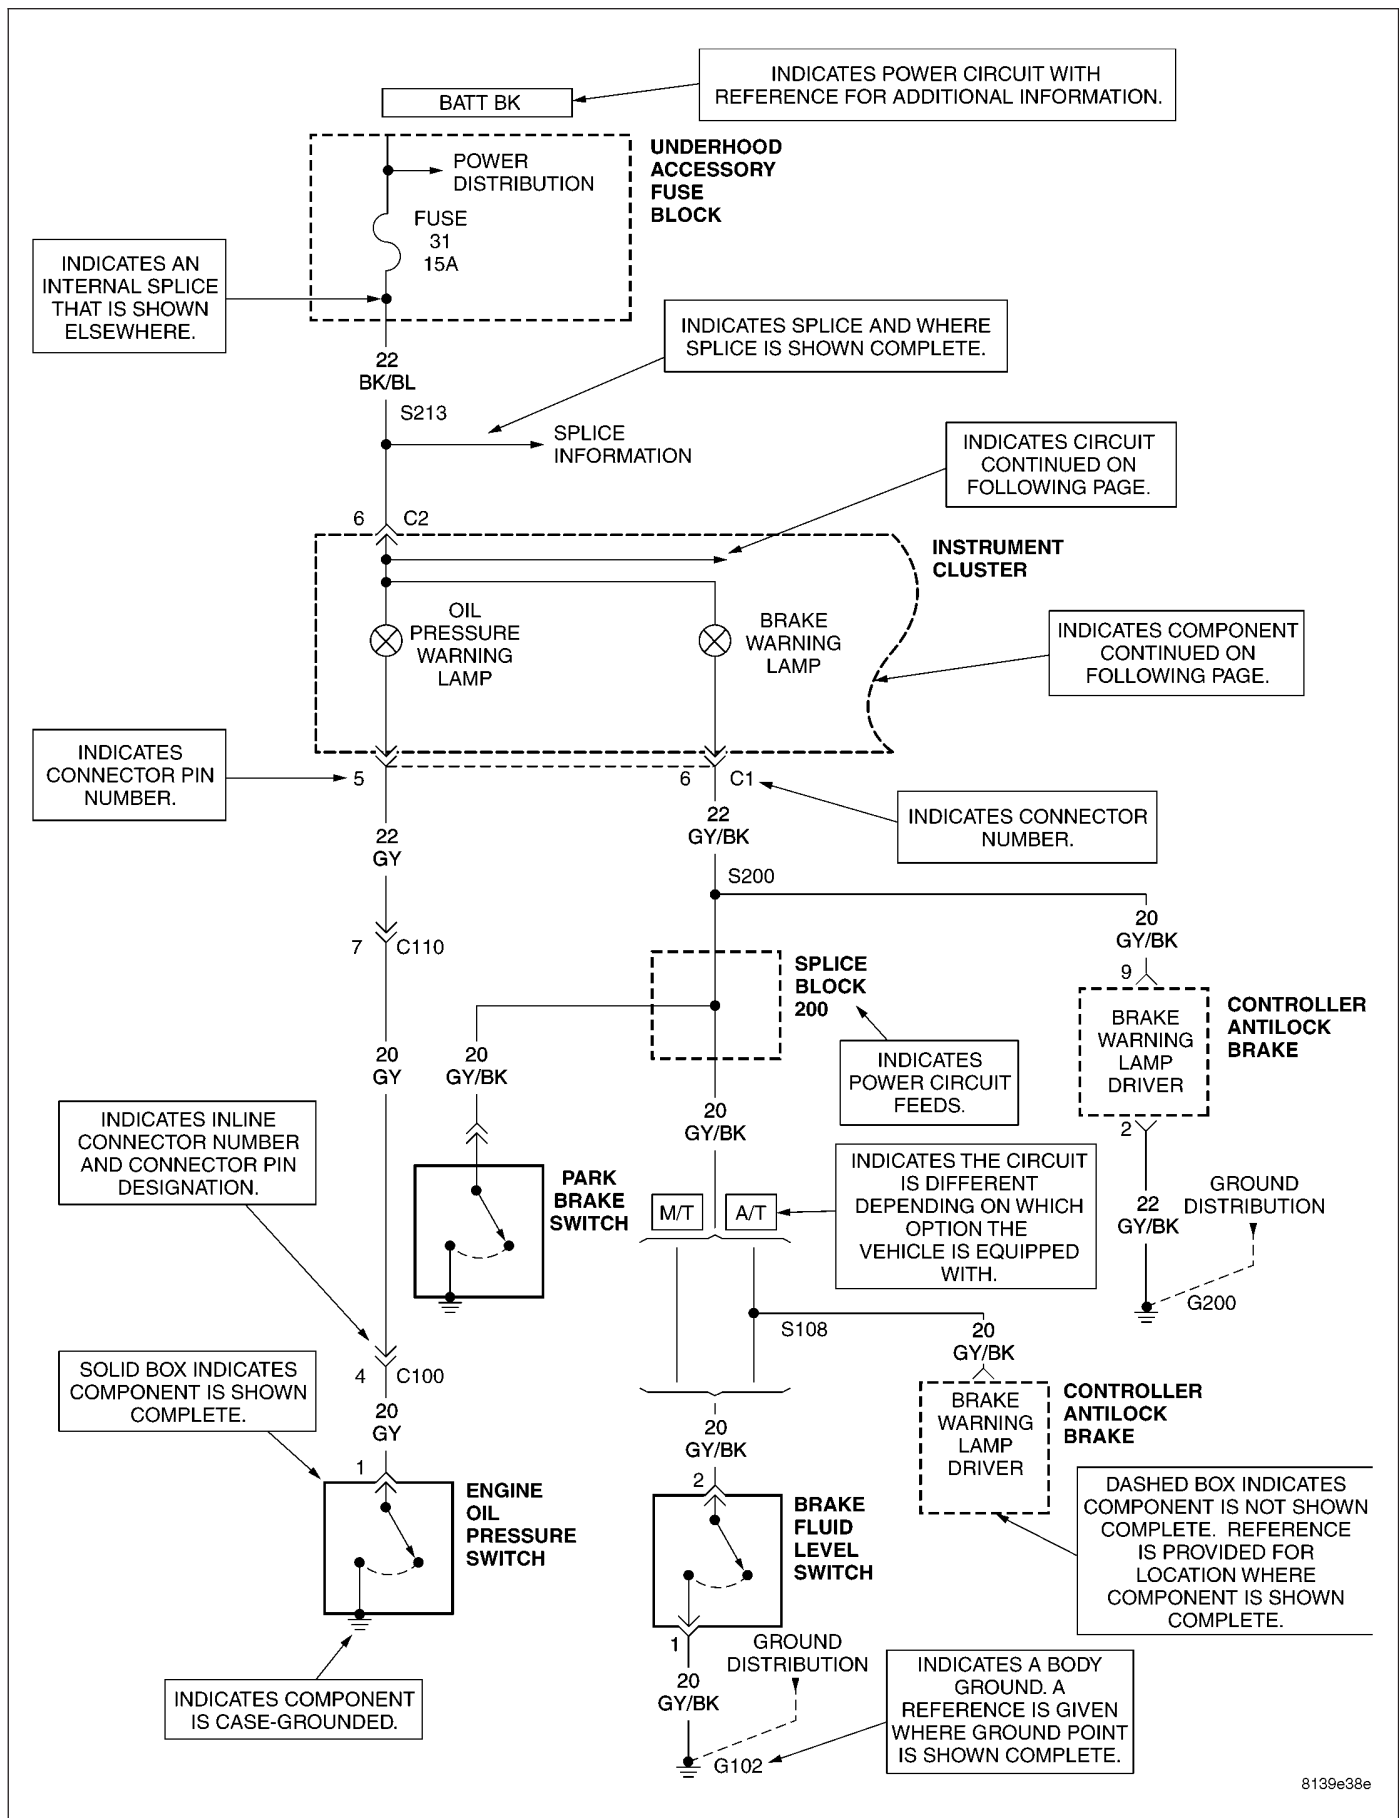 INDICATES POWER CIRCUIT WITH
REFERENCE FOR ADDITIONAL INFORMATION.
BATT BK
UNDERHOOD
ACCESSORY
FUSE
BLOCK
POWER
DISTRIBUTION
FUSE
31
15A
INDICATES AN
INTERNAL SPLICE
THAT IS SHOWN
ELSEWHERE.
INDICATES SPLICE AND WHERE
SPLICE IS SHOWN COMPLETE.
22
BK/BL
S213
SPLICE
INFORMATION
INDICATES CIRCUIT
CONTINUED ON
FOLLOWING PAGE.
6 C2
INSTRUMENT
CLUSTER
OIL
PRESSURE
WARNING
LAMP
BRAKE
WARNING
LAMP
INDICATES COMPONENT
CONTINUED ON
FOLLOWING PAGE.
INDICATES
CONNECTOR PIN
NUMBER.
5
6 C1
INDICATES CONNECTOR
NUMBER.
22
GY
22
GY/BK
S200
20
GY/BK
7 C110
SPLICE
BLOCK
200
9
BRAKE
WARNING
LAMP
DRIVER
CONTROLLER
ANTILOCK
BRAKE
2
INDICATES
POWER CIRCUIT
FEEDS.
20
GY
20
GY/BK
20
GY/BK
INDICATES INLINE
CONNECTOR NUMBER
AND CONNECTOR PIN
DESIGNATION.
PARK
BRAKE
SWITCH
M/T
A/T
INDICATES THE CIRCUIT
IS DIFFERENT
DEPENDING ON WHICH
OPTION THE
VEHICLE IS EQUIPPED
WITH.
22
GY/BK
GROUND
DISTRIBUTION
G200
S108
20
GY/BK
4 C100
SOLID BOX INDICATES
COMPONENT IS SHOWN
COMPLETE.
20
GY
20
GY/BK
BRAKE
WARNING
LAMP
DRIVER
CONTROLLER
ANTILOCK
BRAKE
1
ENGINE
OIL
PRESSURE
SWITCH
2
BRAKE
FLUID
LEVEL
SWITCH
DASHED BOX INDICATES
COMPONENT IS NOT SHOWN
COMPLETE. REFERENCE
IS PROVIDED FOR
LOCATION WHERE
COMPONENT IS SHOWN
COMPLETE.
1
GROUND
DISTRIBUTION
20
GY/BK
G102
INDICATES COMPONENT
IS CASE-GROUNDED.
INDICATES A BODY
GROUND. A
REFERENCE IS GIVEN
WHERE GROUND POINT
IS SHOWN COMPLETE.
8139e38e